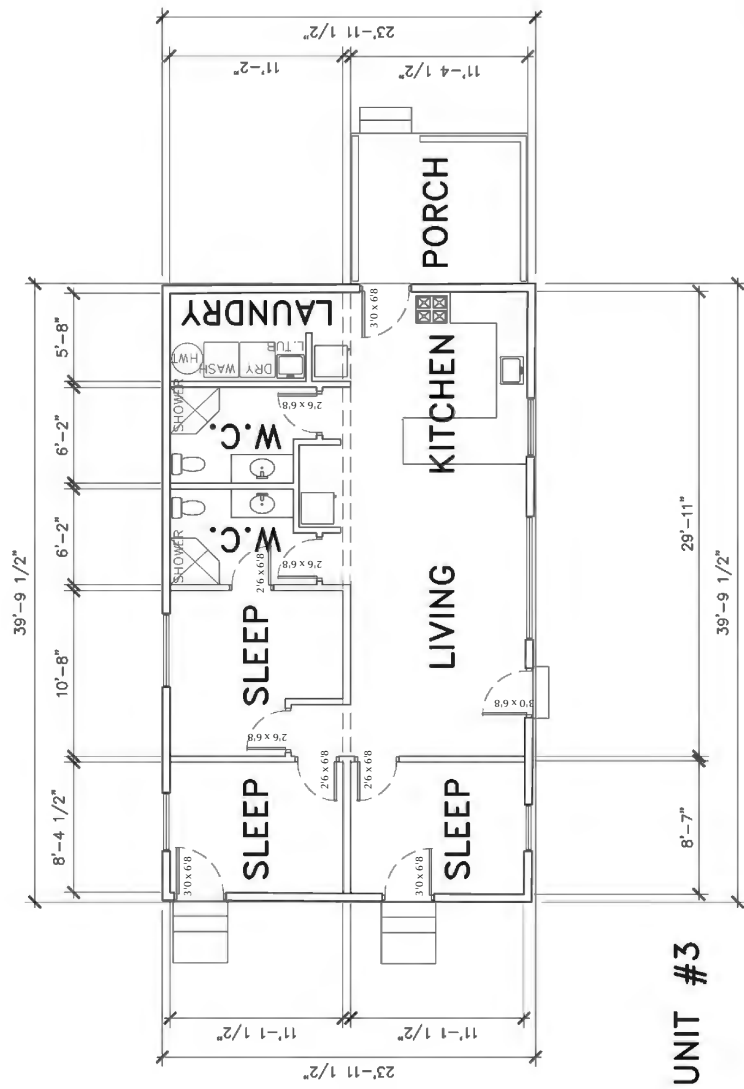 39'-9 1/2"
8'-4 1/2"
10'-8"
6'-2"
6'-2"
5'-8"
23'-11 1/2"
11'-1 1/2"
11'-1 1/2"
3'0 x 6'8
SLEEP
2'6 x 6'8
SLEEP
2'6 x 6'8
2'6 x 6'8
SHOWER
W.C.
2'6 x 6'8
SHOWER
W.C.
2'6 x 6'8
HWT
WASH
DRY
L.TUB
LAUNDRY
11'-2"
23'-11 1/2"
11'-4 1/2"
3'0 x 6'8
SLEEP
2'6 x 6'8
LIVING
3'0 x 6'8
KITCHEN
3'0 x 6'8
PORCH
8'-7"
29'-11"
39'-9 1/2"
UNIT #3